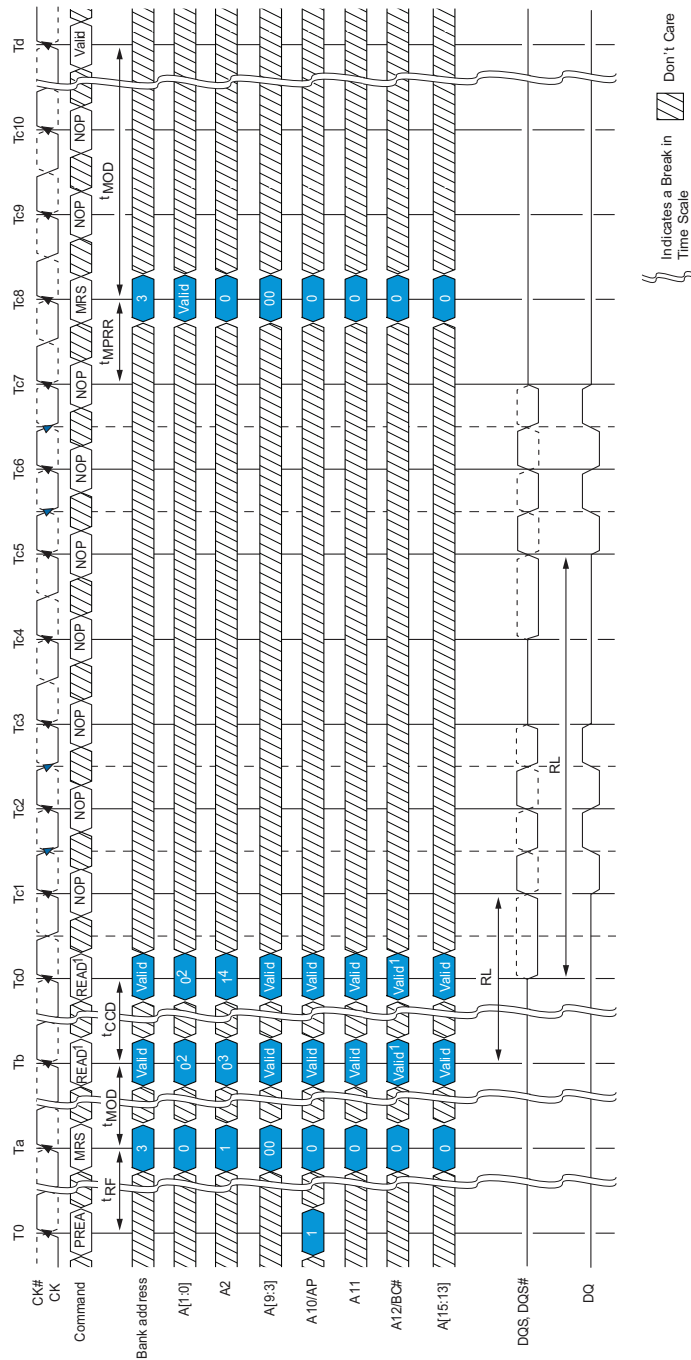 T0 Ta Tb Tc0 Tc1 Tc2 Tc3 Tc4 Tc5 Tc6 Tc7 Tc8 Tc9 Tc10 Td
CK#
CK
Command PREA MRS READ¹ READ¹ NOP NOP NOP NOP NOP NOP NOP MRS NOP NOP Valid
tRF tMOD tCCD tMPRR tMOD
Bank address 3 Valid Valid 3
A[1:0] 0 0² 0² Valid
A2 1 0³ 1⁴ 0
A[9:3] 00 Valid Valid 00
A10/AP 1 0 Valid Valid 0
A11 0 Valid Valid 0
A12/BC# 0 Valid¹ Valid¹ 0
A[15:13] 0 Valid Valid 0
RL
DQS, DQS#
RL
DQ
Indicates a Break in
Time Scale
Don't Care